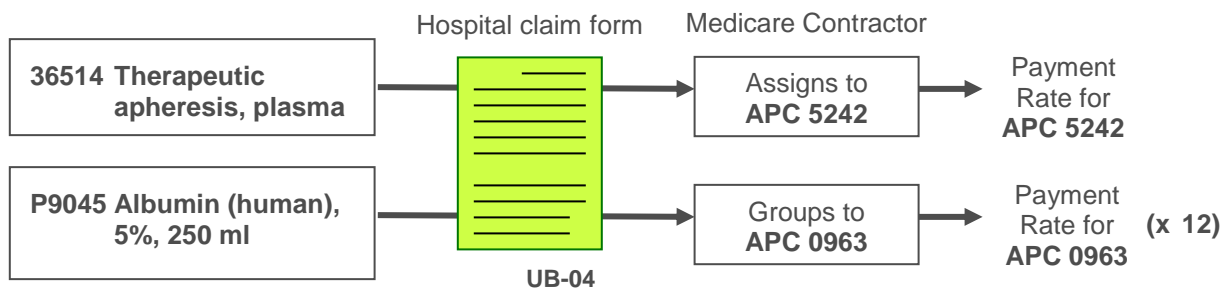 Hospital claim form
Medicare Contractor
36514 Therapeutic
apheresis, plasma
Assigns to
APC 5242
Payment
Rate for
APC 5242
P9045 Albumin (human),
5%, 250 ml
Groups to
APC 0963
Payment
Rate for
APC 0963
(x 12)
UB-04